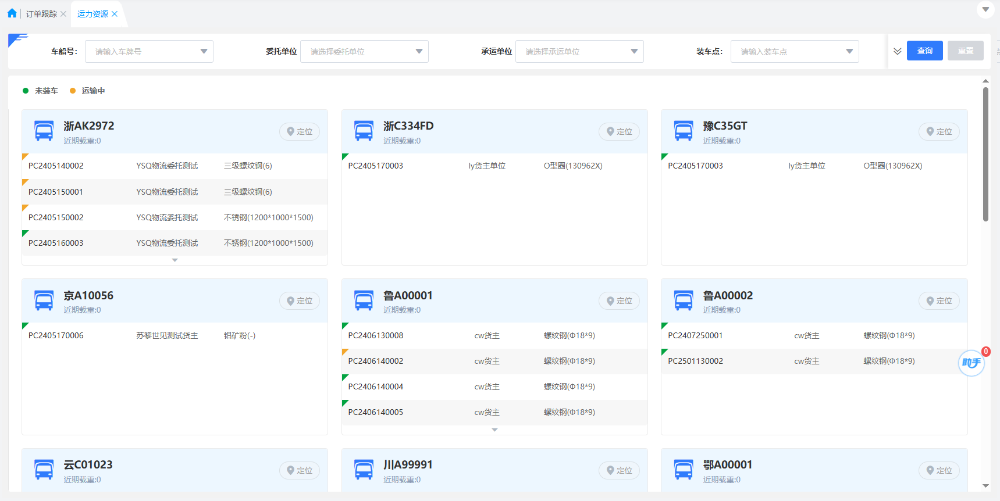 订单跟踪 运力资源
车船号: 请输入车牌号 委托单位 请选择委托单位 承运单位 请选择承运单位 装车点: 请输入装车点 查询 重置
未装车 运输中
浙AK2972 定位
近期载重:0
PC2405140002 YSQ物流委托测试 三级螺纹钢(6)
PC2405150001 YSQ物流委托测试 三级螺纹钢(6)
PC2405150002 YSQ物流委托测试 不锈钢(1200*1000*1500)
PC2405160003 YSQ物流委托测试 不锈钢(1200*1000*1500)
浙C334FD 定位
近期载重:0
PC2405170003 ly货主单位 O型圈(130962X)
豫C35GT 定位
近期载重:0
PC2405170003 ly货主单位 O型圈(130962X)
京A10056 定位
近期载重:0
PC2405170006 苏黎世见测试货主 铝矿粉(-)
鲁A00001 定位
近期载重:0
PC2406130008 cw货主 螺纹钢(Φ18*9)
PC2406140002 cw货主 螺纹钢(Φ18*9)
PC2406140004 cw货主 螺纹钢(Φ18*9)
PC2406140005 cw货主 螺纹钢(Φ18*9)
鲁A00002 定位
近期载重:0
PC2407250001 cw货主 螺纹钢(Φ18*9)
PC2501130002 cw货主 螺纹钢(Φ18*9)
助手 0
云C01023 定位
近期载重:0
川A99991 定位
近期载重:0
鄂A00001 定位
近期载重:0